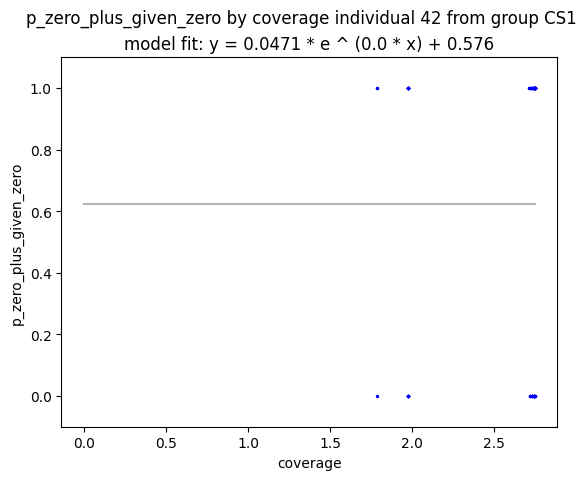 p_zero_plus_given_zero by coverage individual 42 from group CS1
model fit: y = 0.0471 * e ^ (0.0 * x) + 0.576
1.0
0.8
0.6
0.4
0.2
0.0
p_zero_plus_given_zero
0.0 0.5 1.0 1.5 2.0 2.5
coverage